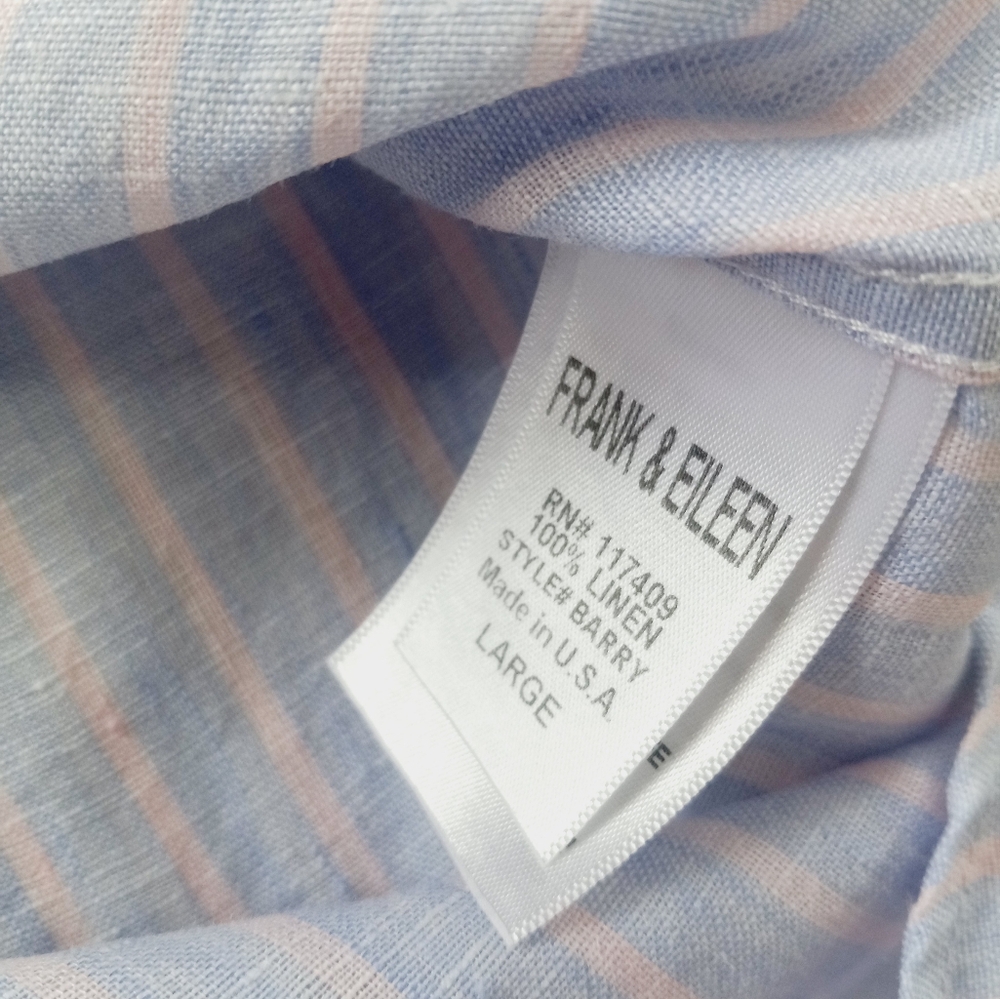 FRANK & EILEEN
RN# 117409
100% LINEN
STYLE# BARRY
Made in U.S.A.
LARGE
E